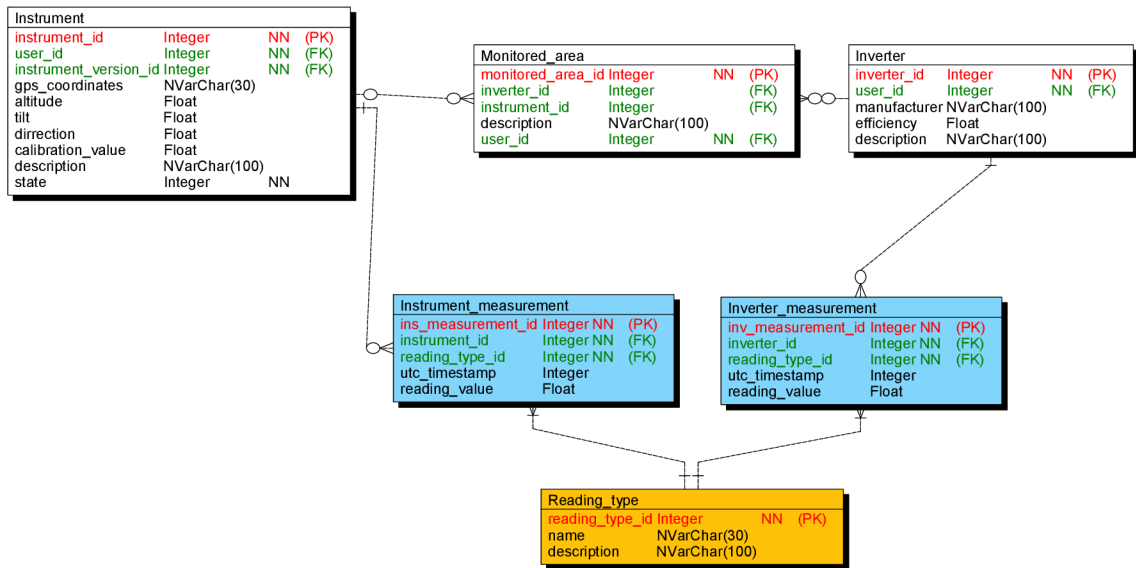 Instrument
instrument_id Integer NN (PK)
user_id Integer NN (FK)
instrument_version_id Integer NN (FK)
gps_coordinates NVarChar(30)
altitude Float
tilt Float
dirrection Float
calibration_value Float
description NVarChar(100)
state Integer NN
Monitored_area
monitored_area_id Integer NN (PK)
inverter_id Integer (FK)
instrument_id Integer (FK)
description NVarChar(100)
user_id Integer NN (FK)
Inverter
inverter_id Integer NN (PK)
user_id Integer NN (FK)
manufacturer NVarChar(100)
efficiency Float
description NVarChar(100)
Instrument_measurement
ins_measurement_id Integer NN (PK)
instrument_id Integer NN (FK)
reading_type_id Integer NN (FK)
utc_timestamp Integer
reading_value Float
Inverter_measurement
inv_measurement_id Integer NN (PK)
inverter_id Integer NN (FK)
reading_type_id Integer NN (FK)
utc_timestamp Integer
reading_value Float
Reading_type
reading_type_id Integer NN (PK)
name NVarChar(30)
description NVarChar(100)